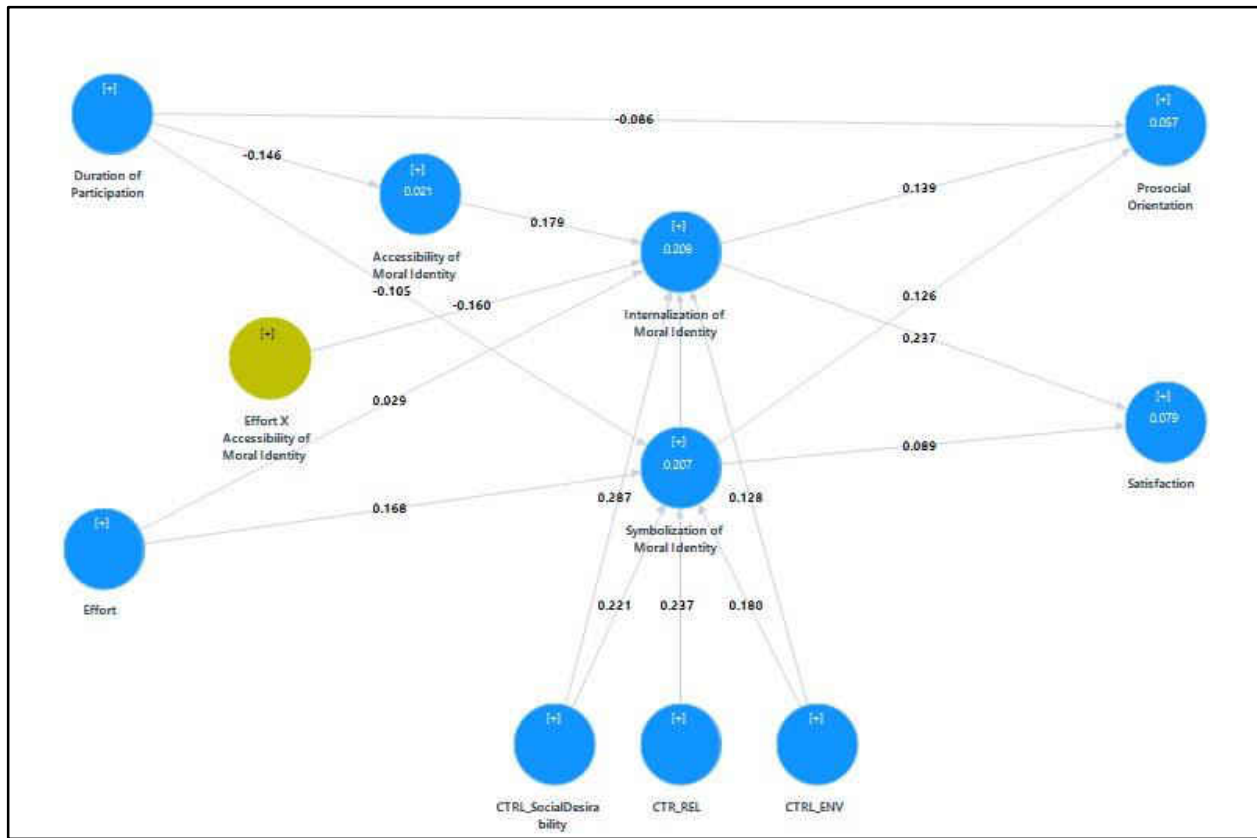 [+]
-0.086
[+]
0.057
Duration of
Participation
-0.146
[+]
0.021
Prosocial
Orientation
0.179
0.139
[+]
0.208
Accessibility of
Moral Identity
-0.105
-0.160
0.126
Internalization of
Moral Identity
[+]
0.237
0.029
[+]
0.079
Effort X
Accessibility of
Moral Identity
[+]
0.207
0.089
Satisfaction
0.168
0.287
0.128
[+]
Symbolization of
Moral Identity
Effort
0.221
0.237
0.180
[+]
[+]
[+]
CTRL_SocialDesira
bility
CTR_REL
CTRL_ENV